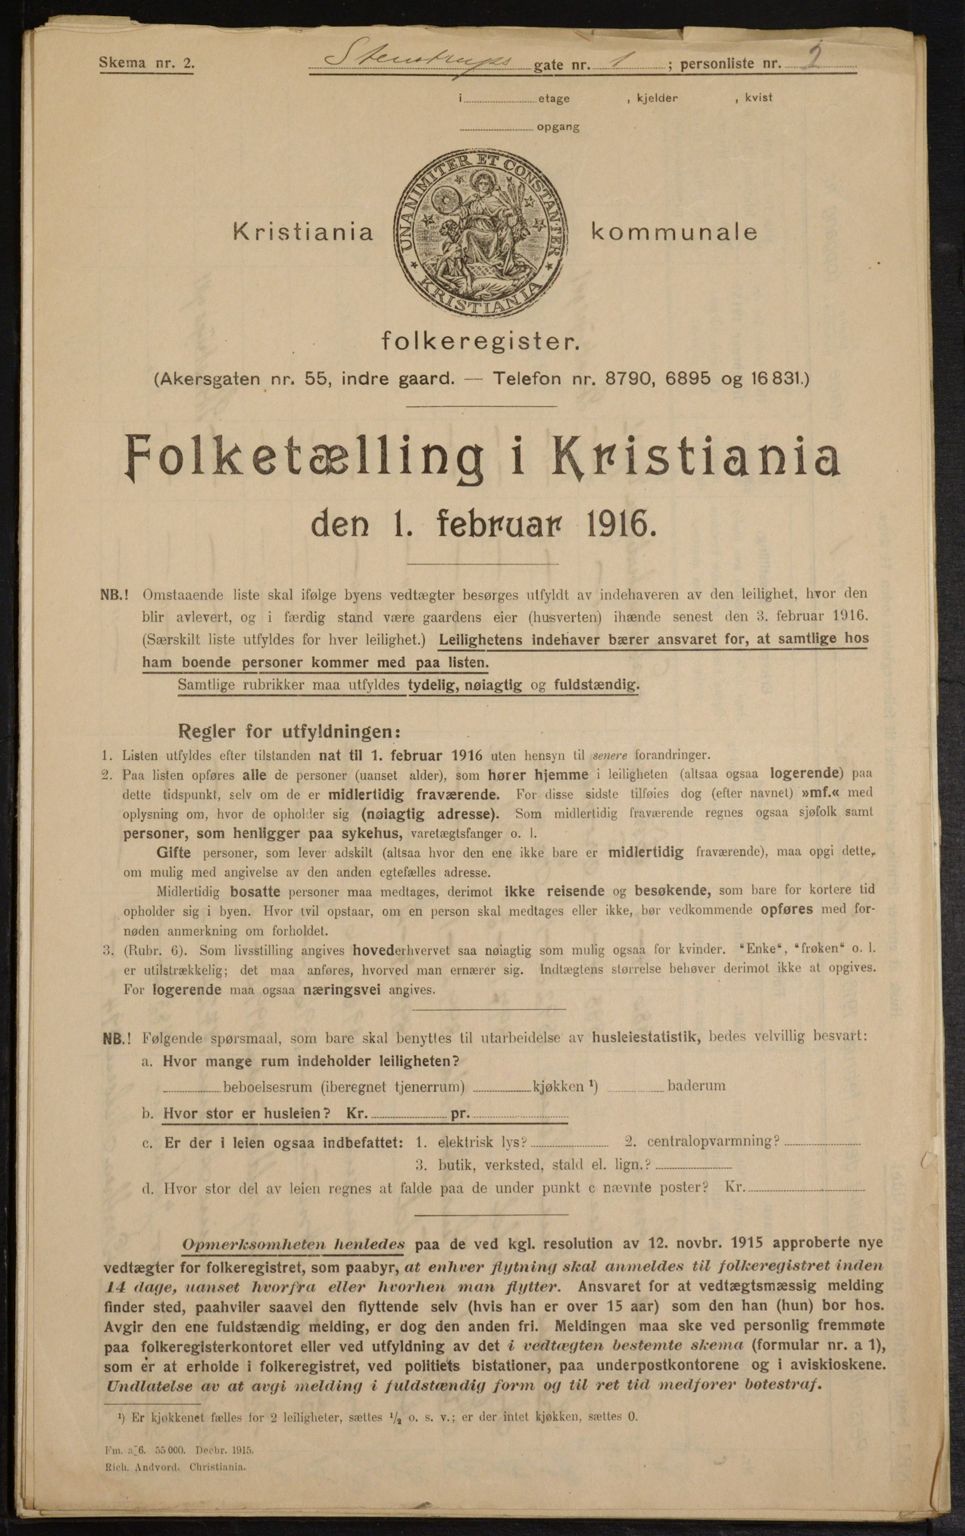 Skema nr. 2.
Stenstrups gate nr. 1 ; personliste nr. 2
i etage , kjelder , kvist
opgang
UNANIMITER ET CONSTANTER
KRISTIANIA
Kristiania kommunale
folkeregister.
(Akersgaten nr. 55, indre gaard. — Telefon nr. 8790, 6895 og 16831.)
Folketælling i Kristiania
den 1. februar 1916.
NB.! Omstaaende liste skal ifølge byens vedtægter besørges utfyldt av indehaveren av den leilighet, hvor den
blir avlevert, og i færdig stand være gaardens eier (husverten) ihænde senest den 3. februar 1916.
(Særskilt liste utfyldes for hver leilighet.) Leilighetens indehaver bærer ansvaret for, at samtlige hos
ham boende personer kommer med paa listen.
Samtlige rubrikker maa utfyldes tydelig, nøiagtig og fuldstændig.
Regler for utfyldningen:
1. Listen utfyldes efter tilstanden nat til 1. februar 1916 uten hensyn til senere forandringer.
2. Paa listen opføres alle de personer (uanset alder), som hører hjemme i leiligheten (altsaa ogsaa logerende) paa
dette tidspunkt, selv om de er midlertidig fraværende. For disse sidste tilføies dog (efter navnet) »mf.« med
oplysning om, hvor de opholder sig (nøiagtig adresse). Som midlertidig fraværende regnes ogsaa sjøfolk samt
personer, som henligger paa sykehus, varetægtsfanger o. l.
Gifte personer, som lever adskilt (altsaa hvor den ene ikke bare er midlertidig fraværende), maa opgi dette,
om mulig med angivelse av den anden egtefælles adresse.
Midlertidig bosatte personer maa medtages, derimot ikke reisende og besøkende, som bare for kortere tid
opholder sig i byen. Hvor tvil opstaar, om en person skal medtages eller ikke, bør vedkommende opføres med for-
nøden anmerkning om forholdet.
3. (Rubr. 6). Som livsstilling angives hovederhvervet saa nøiagtig som mulig ogsaa for kvinder. "Enke", "frøken" o. l.
er utilstrækkelig; det maa anføres, hvorved man ernærer sig. Indtægtens størrelse behøver derimot ikke at opgives.
For logerende maa ogsaa næringsvei angives.
NB.! Følgende spørsmaal, som bare skal benyttes til utarbeidelse av husleiestatistik, bedes velvillig besvart:
a. Hvor mange rum indeholder leiligheten?
beboelsesrum (iberegnet tjenerrum) kjøkken ¹) baderum
b. Hvor stor er husleien? Kr. pr.
c. Er der i leien ogsaa indbefattet: 1. elektrisk lys? 2. centralopvarmning?
3. butik, verksted, stald el. lign.?
d. Hvor stor del av leien regnes at falde paa de under punkt c nævnte poster? Kr.
Opmerksomheten henledes paa de ved kgl. resolution av 12. novbr. 1915 approberte nye
vedtægter for folkeregistret, som paabyr, at enhver flytning skal anmeldes til folkeregistret inden
14 dage, uanset hvorfra eller hvorhen man flytter. Ansvaret for at vedtægtsmæssig melding
finder sted, paahviler saavel den flyttende selv (hvis han er over 15 aar) som den han (hun) bor hos.
Avgir den ene fuldstændig melding, er dog den anden fri. Meldingen maa ske ved personlig fremmøte
paa folkeregisterkontoret eller ved utfyldning av det i vedtægten bestemte skema (formular nr. a 1),
som er at erholde i folkeregistret, ved politiets bistationer, paa underpostkontorene og i aviskioskene.
Undlatelse av at avgi melding i fuldstændig form og til ret tid medfører bøtestraf.
¹) Er kjøkkenet fælles for 2 leiligheter, sættes ½ o. s. v.; er der intet kjøkken, sættes 0.
Fm. a.6. 55000. Decbr. 1915.
Rich. Andvord. Christiania.